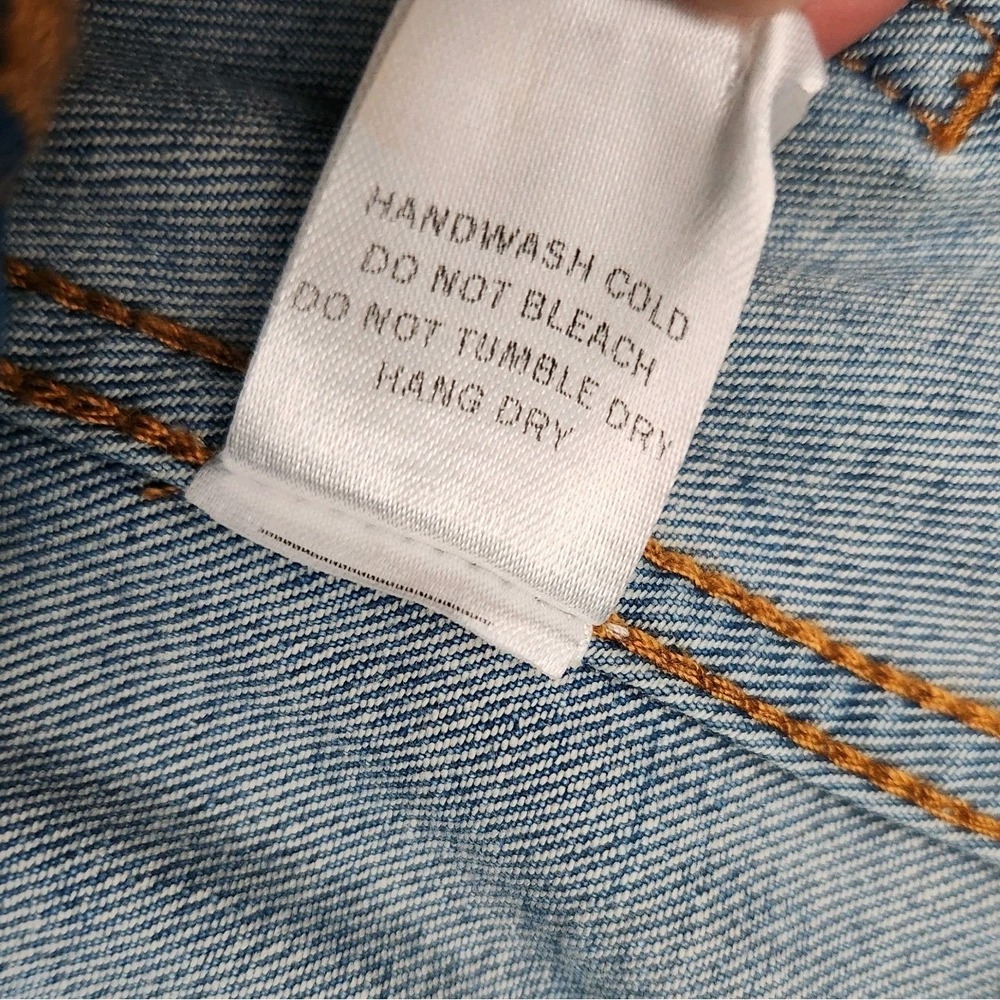 HANDWASH COLD
DO NOT BLEACH
DO NOT TUMBLE DRY
HANG DRY